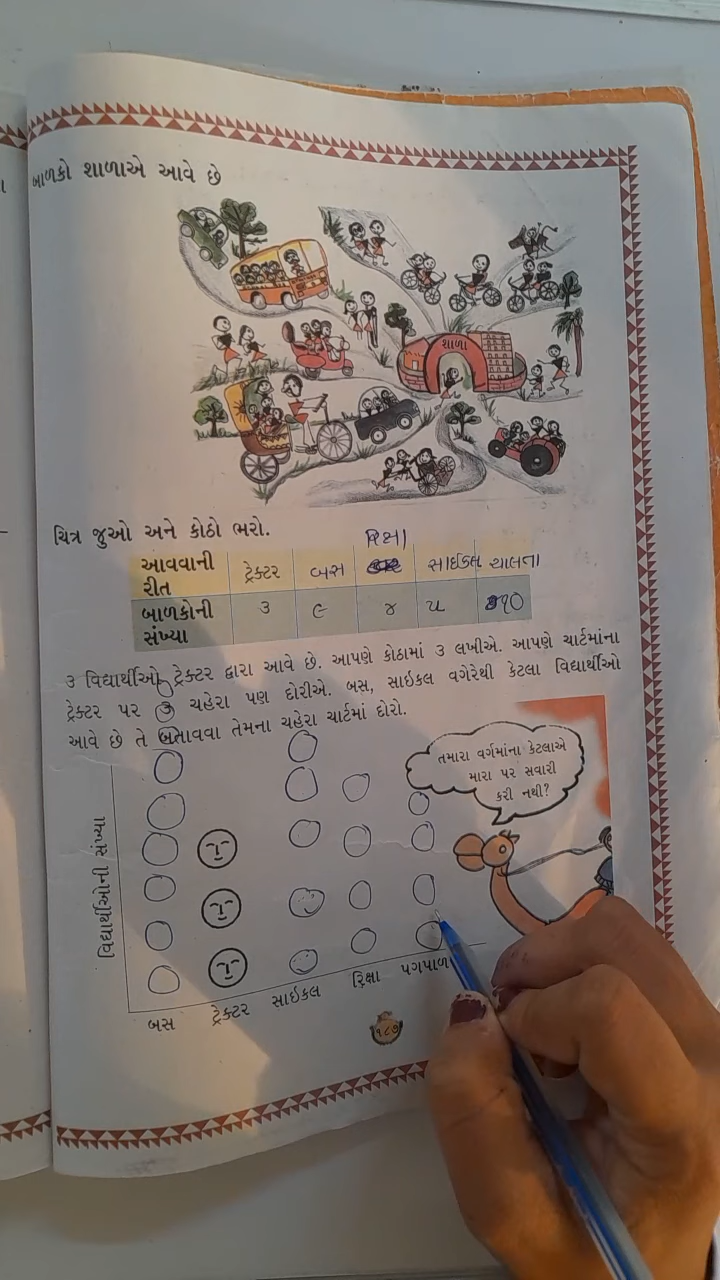 બાળકો શાળાએ આવે છે
શાળા
ચિત્ર જુઓ અને કોઠો ભરો.
રિક્ષા
આવવાની રીત ટ્રેક્ટર બસ સાઈકલ ચાલતા
બાળકોની સંખ્યા ૩ ૯ ૪ ૫ ૧૦
૩ વિદ્યાર્થીઓ ટ્રેક્ટર દ્વારા આવે છે. આપણે કોઠામાં ૩ લખીએ. આપણે ચાર્ટમાંના
ટ્રેક્ટર પર ૩ ચહેરા પણ દોરીએ. બસ, સાઇકલ વગેરેથી કેટલા વિદ્યાર્થીઓ
આવે છે તે બતાવવા તેમના ચહેરા ચાર્ટમાં દોરો.
તમારા વર્ગમાંના કેટલાએ
મારા પર સવારી
કરી નથી?
વિદ્યાર્થીઓની સંખ્યા
બસ ટ્રેક્ટર સાઇકલ રિક્ષા પગપાળા
૧૮૭